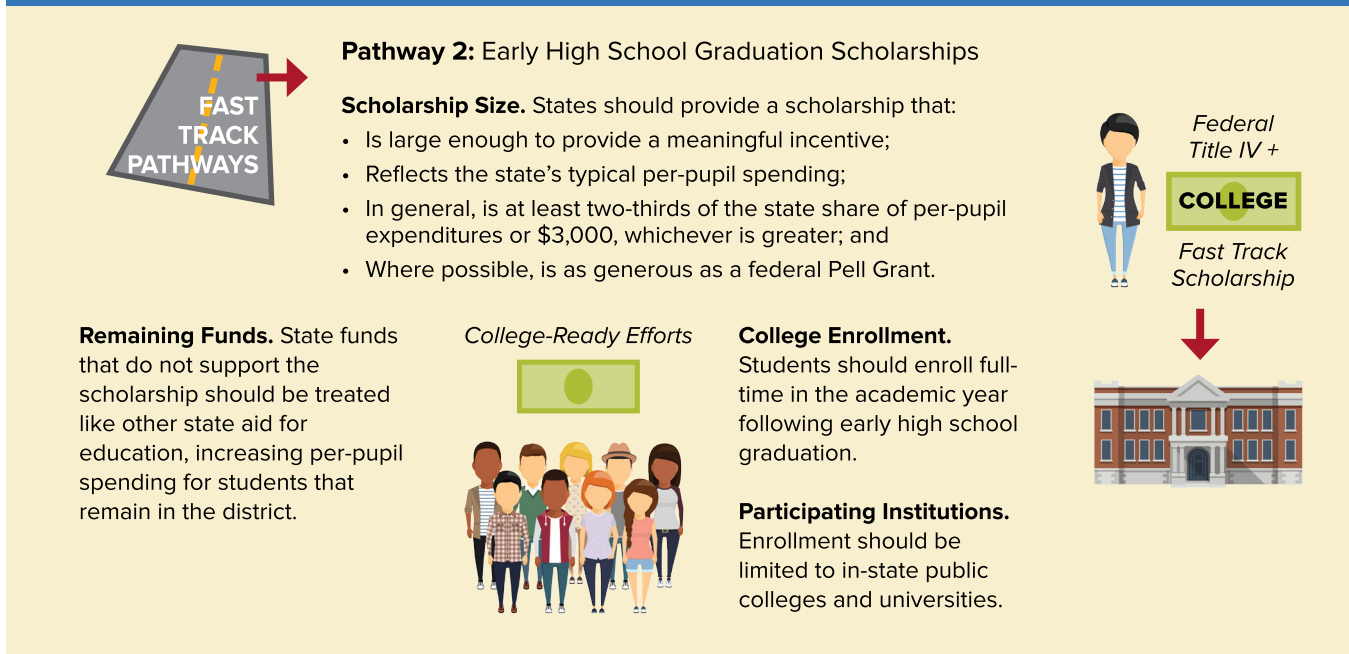 FAST
TRACK
PATHWAYS
Pathway 2: Early High School Graduation Scholarships
Scholarship Size. States should provide a scholarship that:
• Is large enough to provide a meaningful incentive;
• Reflects the state’s typical per-pupil spending;
• In general, is at least two-thirds of the state share of per-pupil
expenditures or $3,000, whichever is greater; and
• Where possible, is as generous as a federal Pell Grant.
Federal
Title IV +
COLLEGE
Fast Track
Scholarship
Remaining Funds. State funds
that do not support the
scholarship should be treated
like other state aid for
education, increasing per-pupil
spending for students that
remain in the district.
College-Ready Efforts
College Enrollment.
Students should enroll full-
time in the academic year
following early high school
graduation.
Participating Institutions.
Enrollment should be
limited to in-state public
colleges and universities.